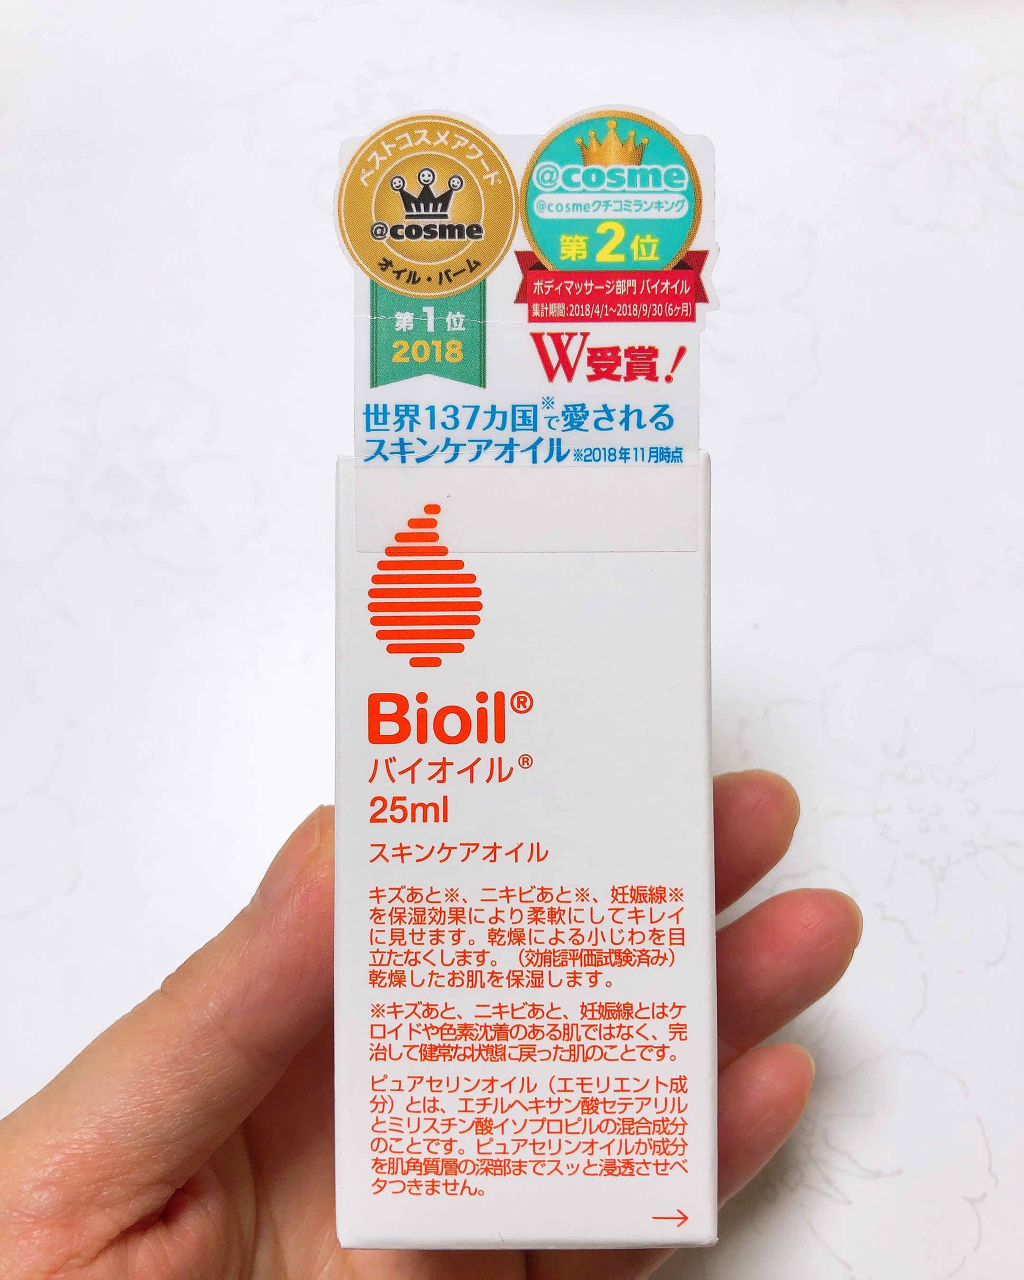 ベストコスメアワード
@cosme
オイル・バーム
第1位
2018
@cosme
@cosmeクチコミランキング
第2位
ボディマッサージ部門 バイオイル
集計期間:2018/4/1~2018/9/30(6ヶ月)
W受賞!
世界137カ国※で愛される
スキンケアオイル ※2018年11月時点
Bioil®
バイオイル®
25ml
スキンケアオイル
キズあと※、ニキビあと※、妊娠線※
を保湿効果により柔軟にしてキレイ
に見せます。乾燥による小じわを目
立たなくします。(効能評価試験済み)
乾燥したお肌を保湿します。
※キズあと、ニキビあと、妊娠線とはケ
ロイドや色素沈着のある肌ではなく、完
治して健常な状態に戻った肌のことです。
ピュアセリンオイル(エモリエント成
分)とは、エチルヘキサン酸セテアリル
とミリスチン酸イソプロピルの混合成分
のことです。ピュアセリンオイルが成分
を肌角質層の深部までスッと浸透させベ
タつきません。
→